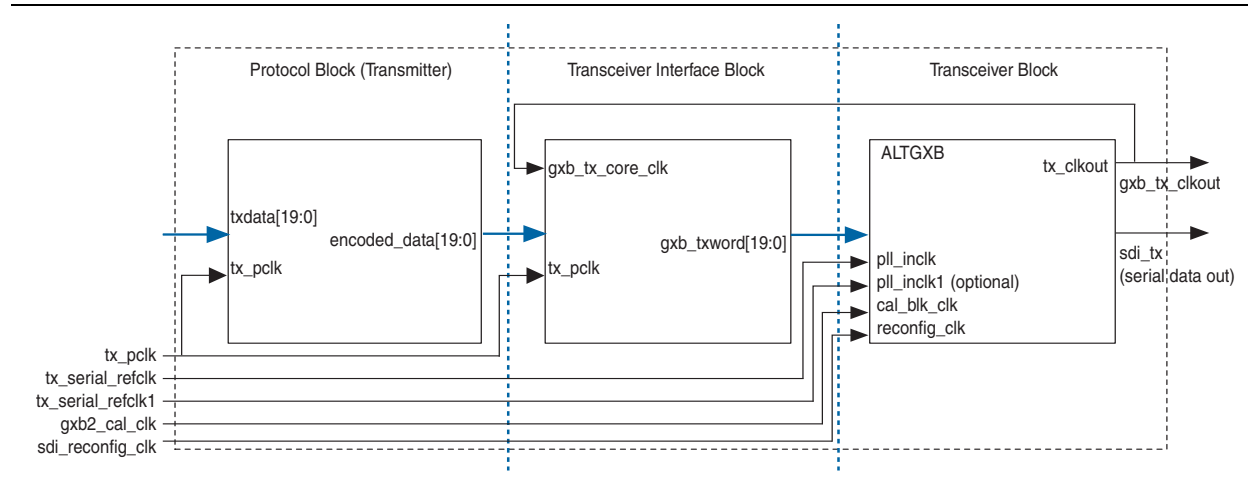 Protocol Block (Transmitter)
Transceiver Interface Block
Transceiver Block
txdata[19:0]
encoded_data[19:0]
tx_pclk
gxb_tx_core_clk
gxb_txword[19:0]
tx_pclk
ALTGXB
tx_clkout
pll_inclk
pll_inclk1 (optional)
cal_blk_clk
reconfig_clk
gxb_tx_clkout
sdi_tx
(serial data out)
tx_pclk
tx_serial_refclk
tx_serial_refclk1
gxb2_cal_clk
sdi_reconfig_clk